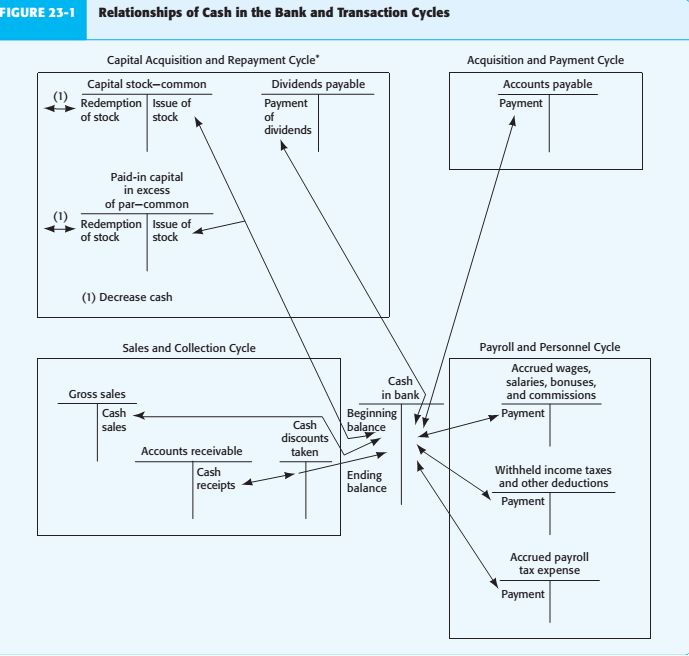 FIGURE 23-1 Relationships of Cash in the Bank and Transaction Cycles
Capital Acquisition and Repayment Cycle*
Capital stock—common
(1)
Redemption
of stock
Issue of
stock
Dividends payable
Payment
of
dividends
Paid-in capital
in excess
of par—common
(1)
Redemption
of stock
Issue of
stock
(1) Decrease cash
Acquisition and Payment Cycle
Accounts payable
Payment
Sales and Collection Cycle
Gross sales
Cash
sales
Accounts receivable
Cash
receipts
Cash
discounts
taken
Cash
in bank
Beginning
balance
Ending
balance
Payroll and Personnel Cycle
Accrued wages,
salaries, bonuses,
and commissions
Payment
Withheld income taxes
and other deductions
Payment
Accrued payroll
tax expense
Payment